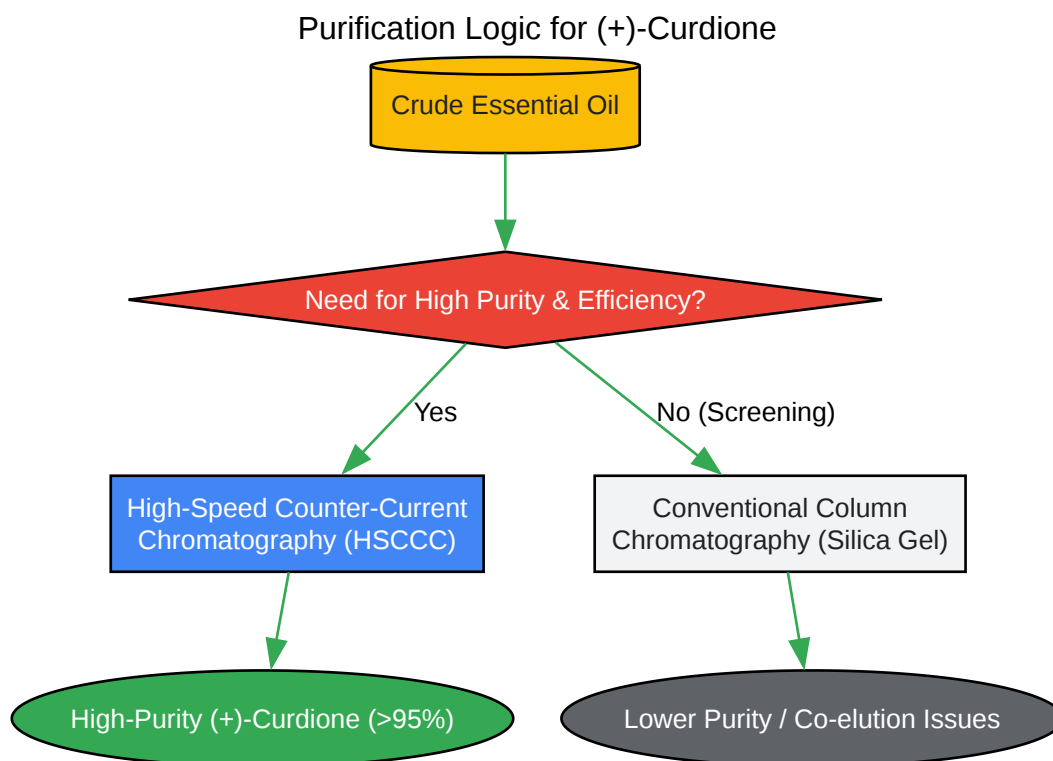 Purification Logic for (+)-Curdione
Crude Essential Oil
Need for High Purity & Efficiency?
Yes
No (Screening)
High-Speed Counter-Current
Chromatography (HSCCC)
Conventional Column
Chromatography (Silica Gel)
High-Purity (+)-Curdione (>95%)
Lower Purity / Co-elution Issues